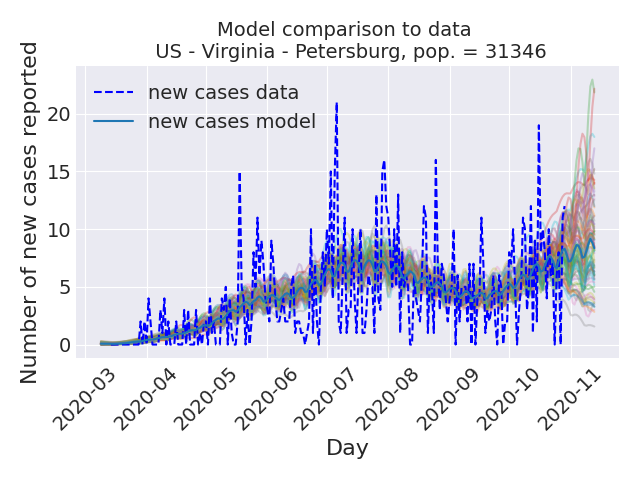 Model comparison to data
US - Virginia - Petersburg, pop. = 31346
new cases data
new cases model
Number of new cases reported
20
15
10
5
0
2020-03
2020-04
2020-05
2020-06
2020-07
2020-08
2020-09
2020-10
2020-11
Day